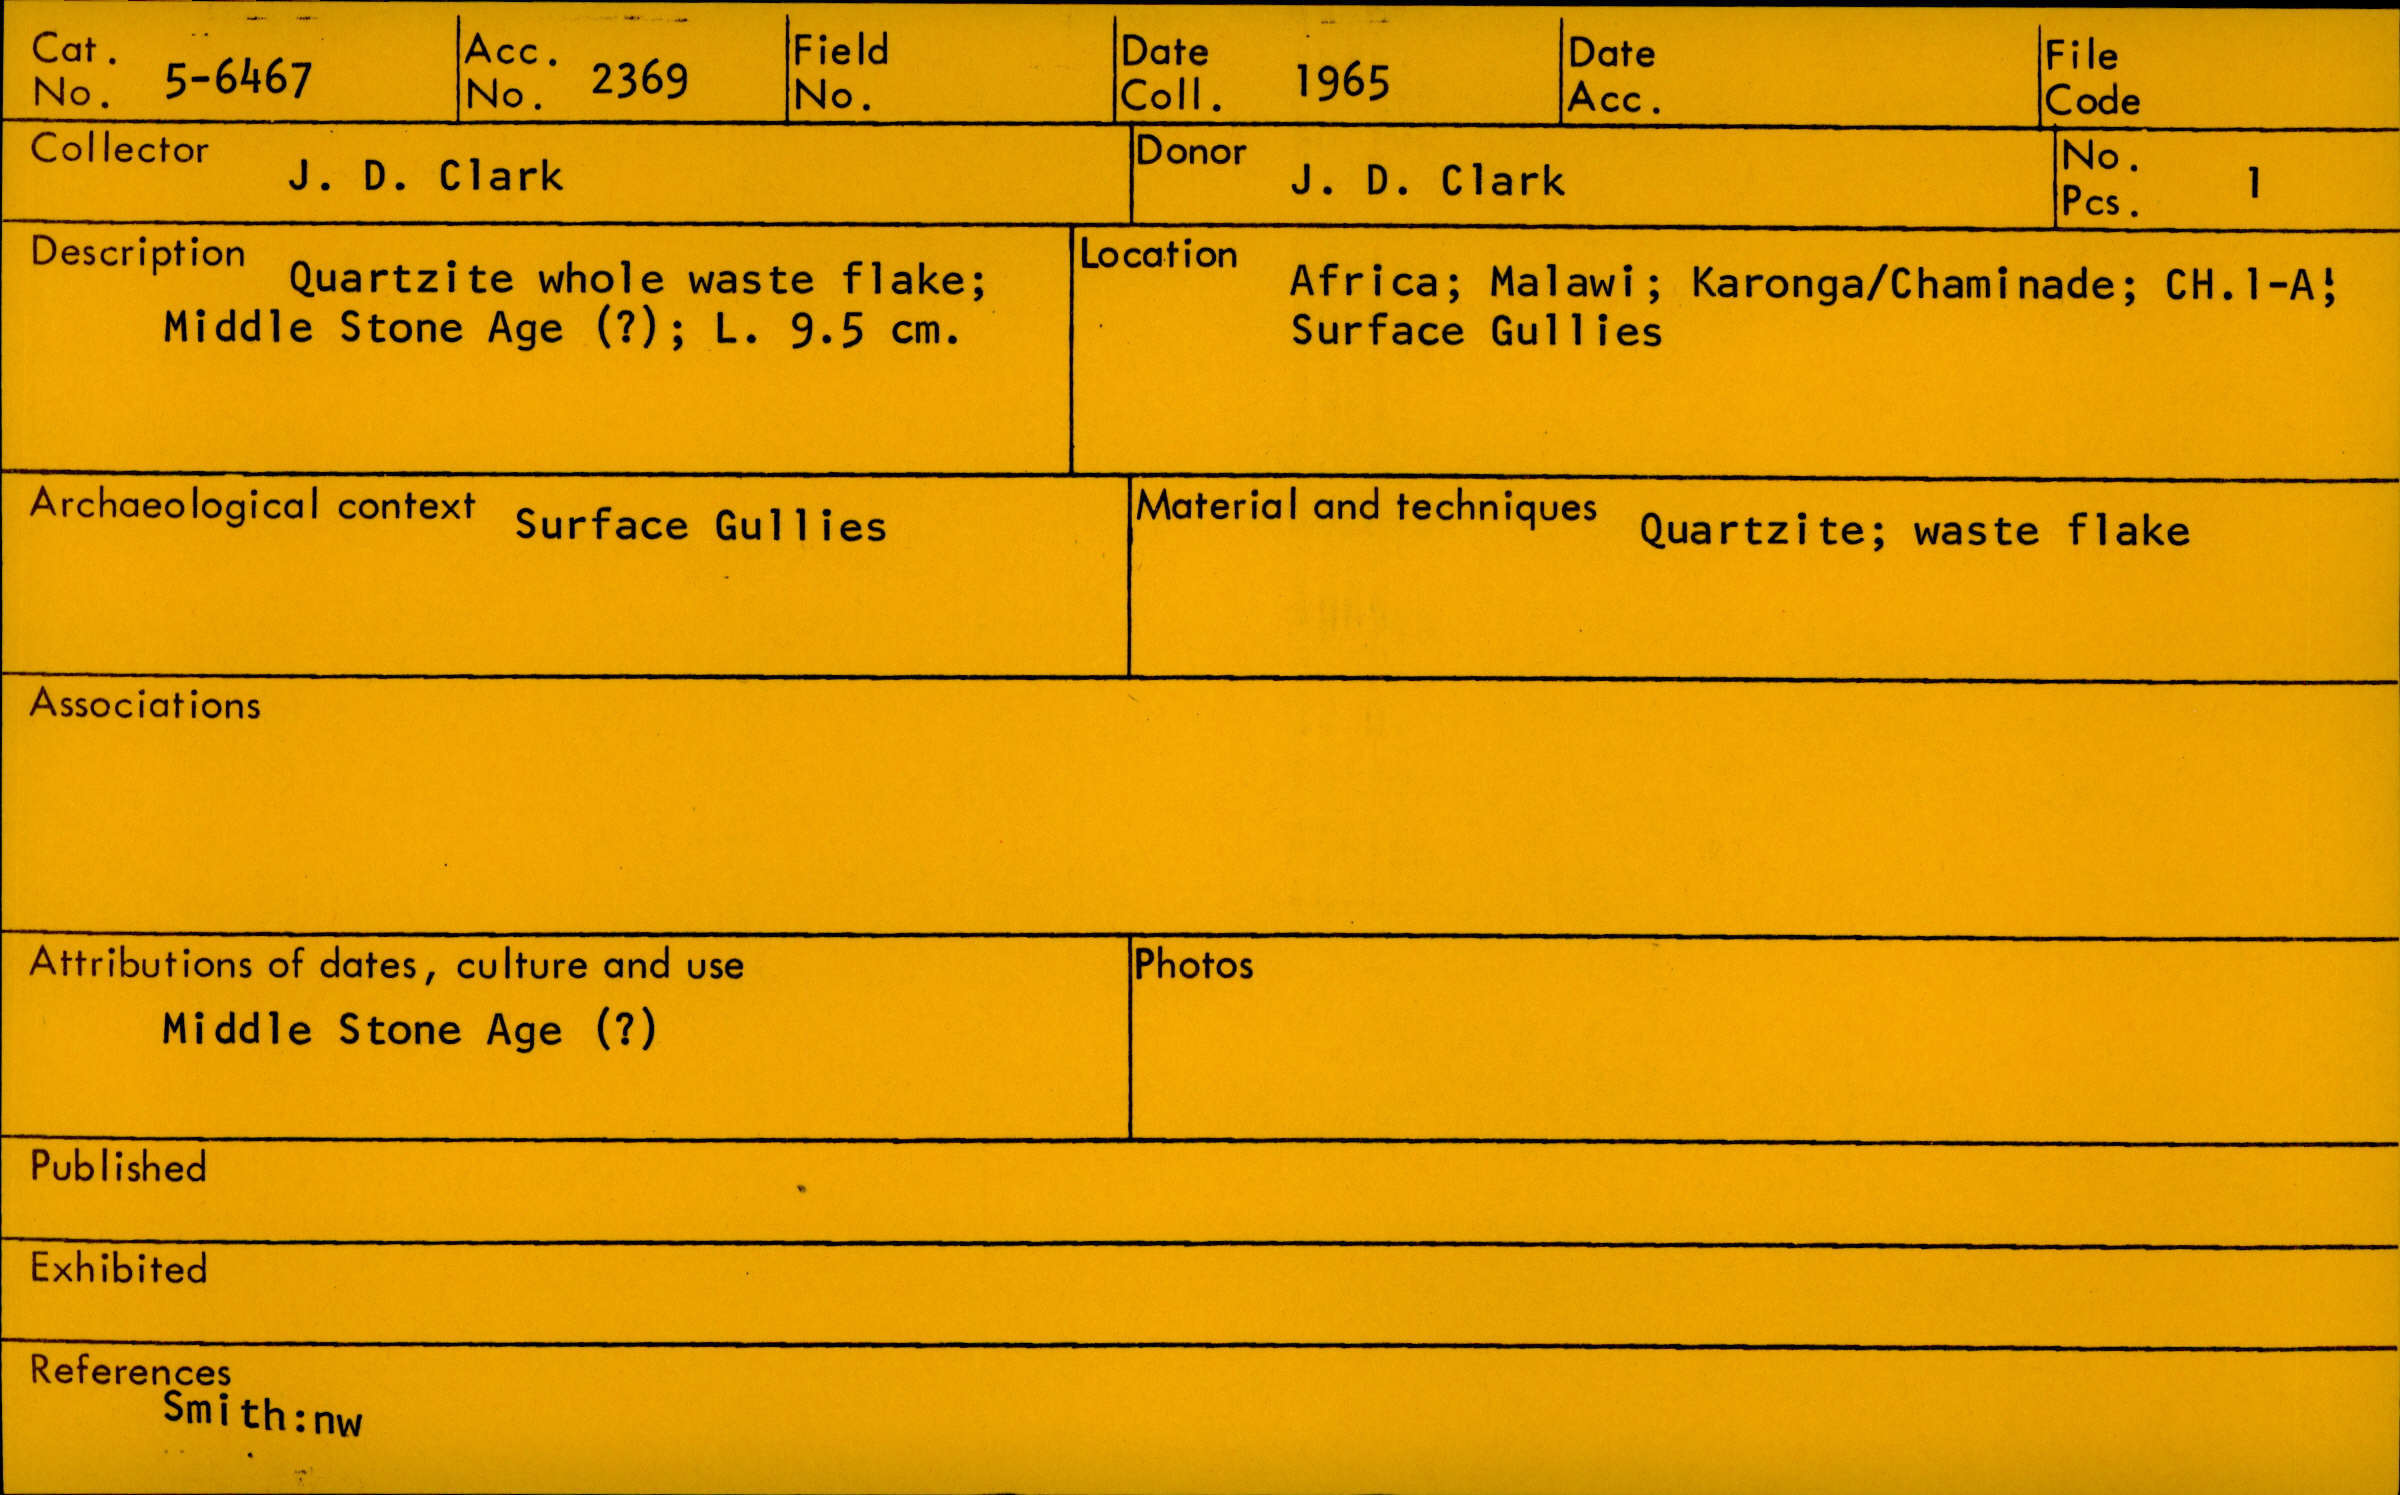 Cat. No. 5-6467 Acc. No. 2369 Field No. Date Coll. 1965 Date Acc. File Code
Collector J. D. Clark Donor J. D. Clark No. Pcs. 1
Description Quartzite whole waste flake;
Middle Stone Age (?); L. 9.5 cm.
Location Africa; Malawi; Karonga/Chaminade; CH.1-A;
Surface Gullies
Archaeological context Surface Gullies
Material and techniques Quartzite; waste flake
Associations
Attributions of dates, culture and use
Middle Stone Age (?)
Photos
Published
Exhibited
References
Smith:nw